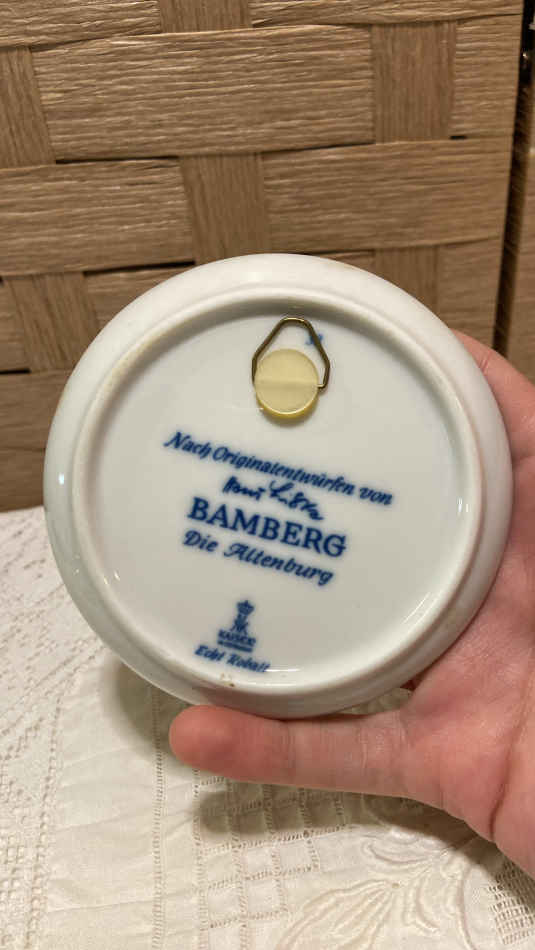 Nach Originalentwürfen von
BAMBERG
Die Altenburg
KAISER
Echt Kobalt